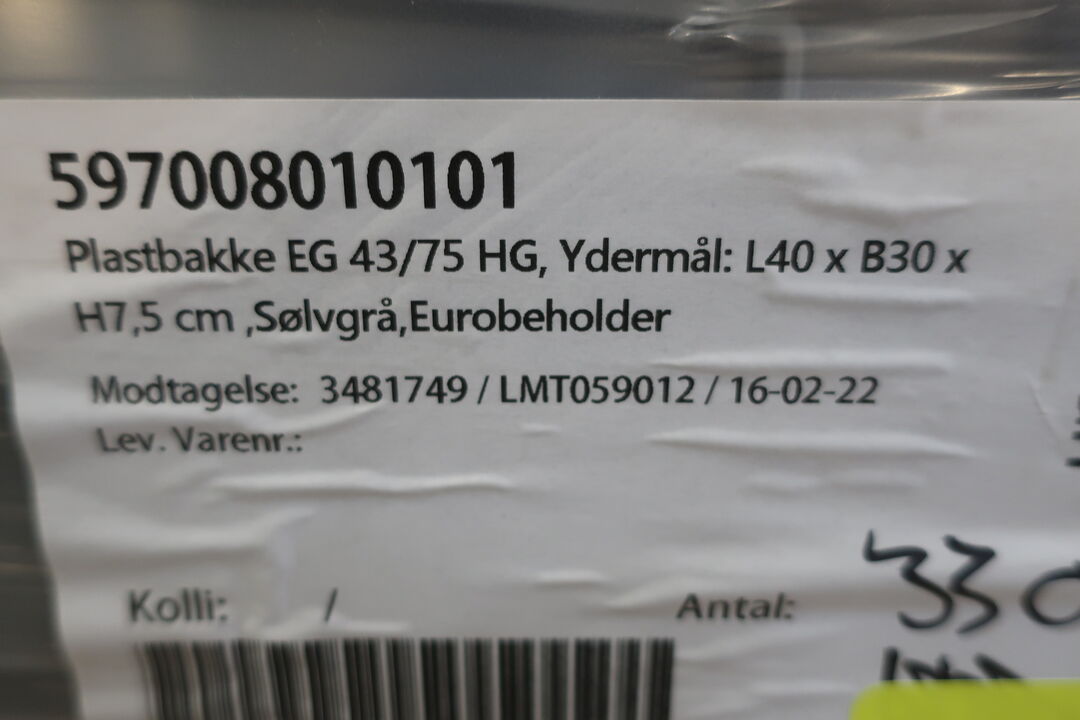 597008010101
Plastbakke EG 43/75 HG, Ydermål: L40 x B30 x
H7,5 cm ,Sølvgrå,Eurobeholder
Modtagelse: 3481749 / LMT059012 / 16-02-22
Lev. Varenr.:
Kolli: / Antal: 33